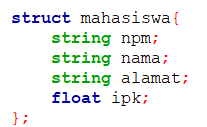 struct mahasiswa{
    string npm;
    string nama;
    string alamat;
    float ipk;
};